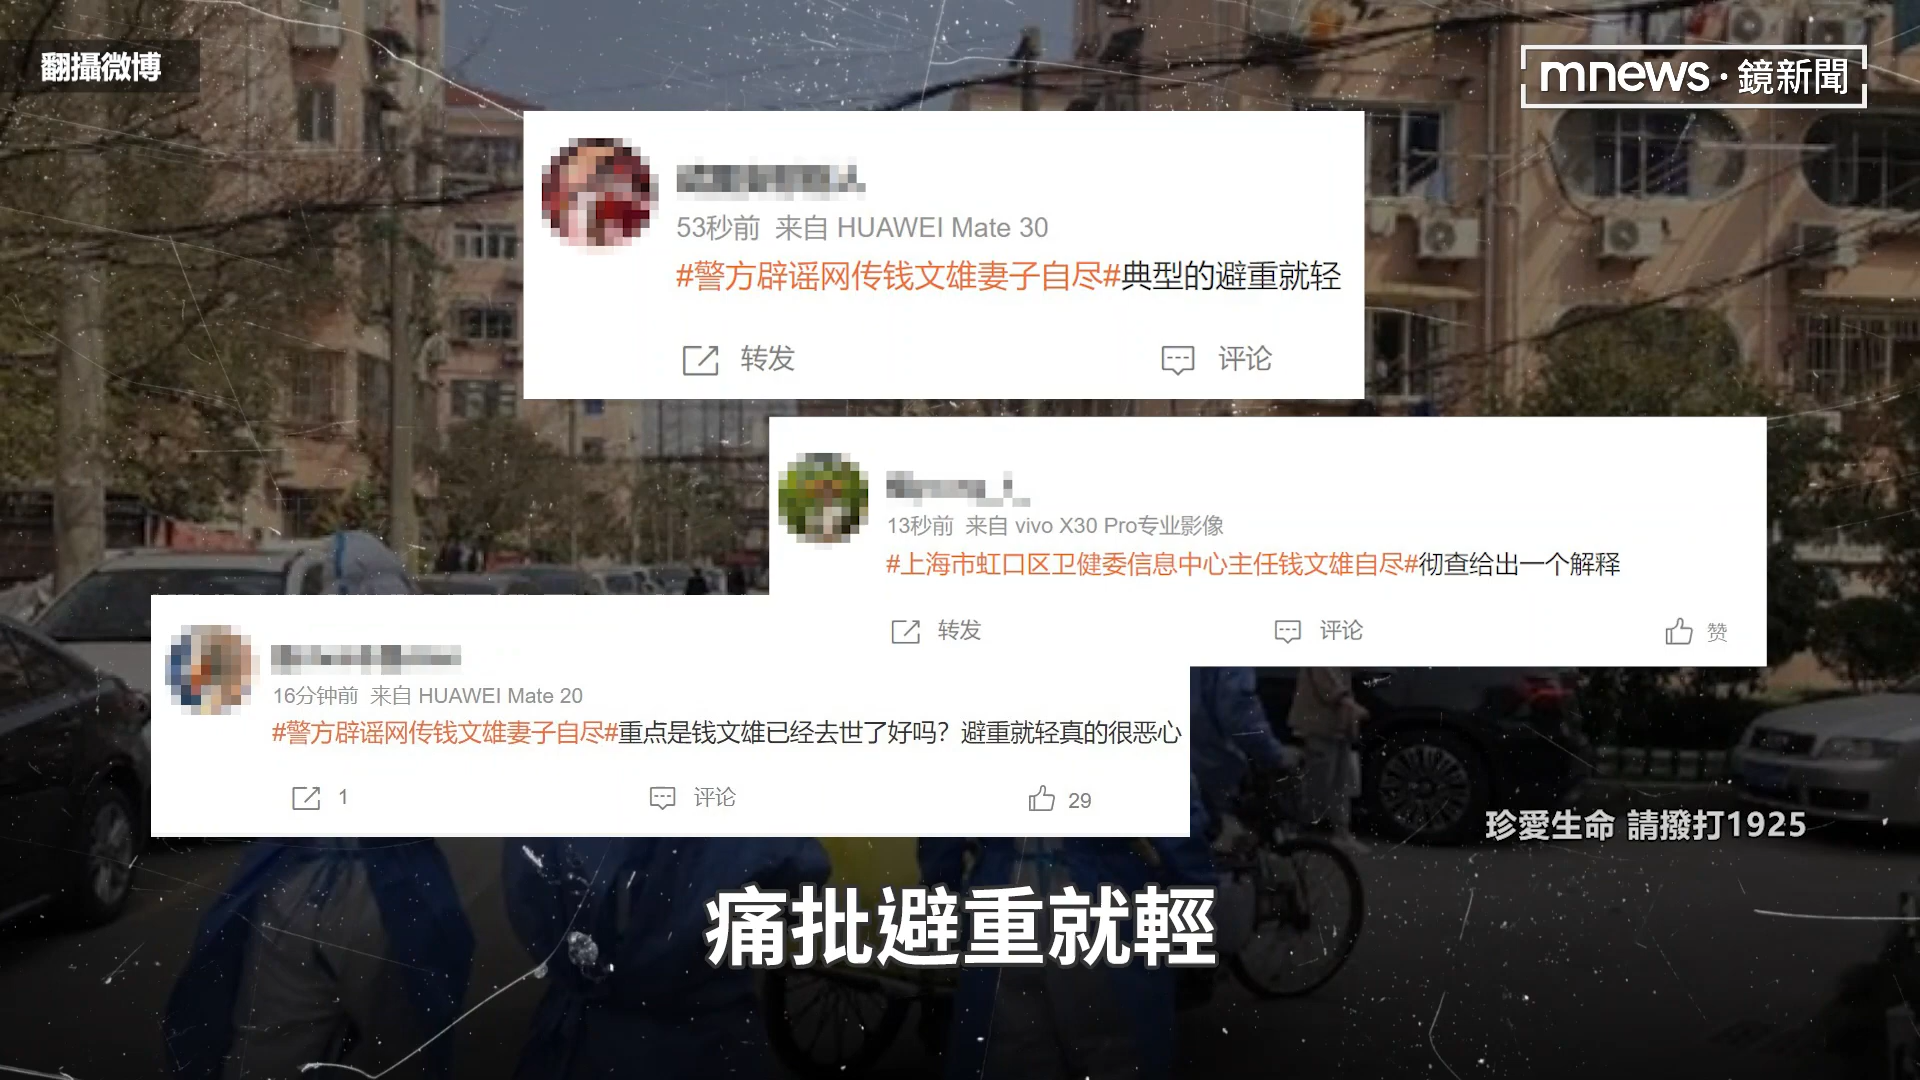 翻攝微博
mnews·鏡新聞
53秒前 来自 HUAWEI Mate 30
#警方辟谣网传钱文雄妻子自尽#典型的避重就轻
转发 评论
13秒前 来自 vivo X30 Pro专业影像
#上海市虹口区卫健委信息中心主任钱文雄自尽#彻查给出一个解释
转发 评论 赞
16分钟前 来自 HUAWEI Mate 20
#警方辟谣网传钱文雄妻子自尽#重点是钱文雄已经去世了好吗？避重就轻真的很恶心
1 评论 29
珍愛生命 請撥打1925
痛批避重就輕